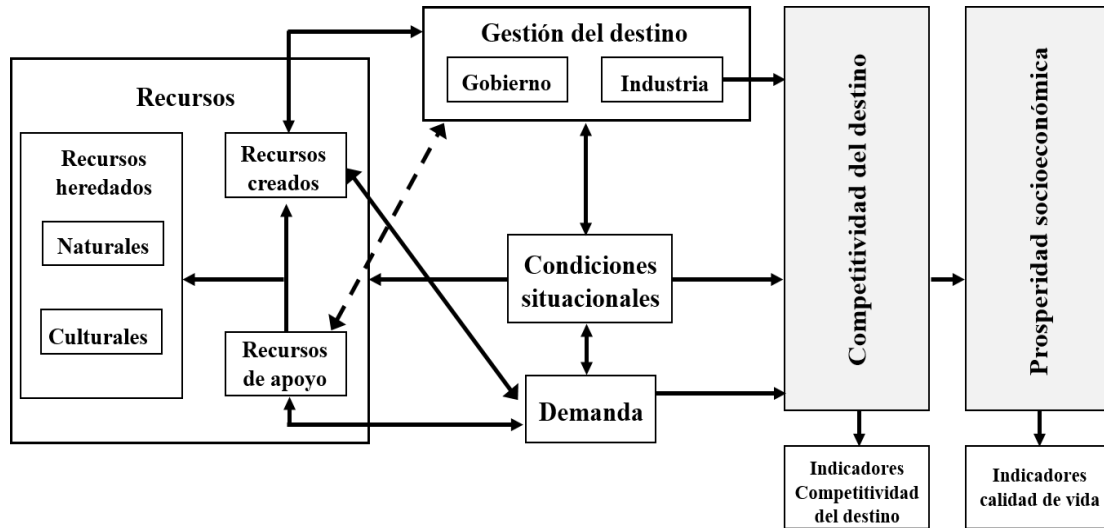 Gestión del destino
Gobierno
Industria
Recursos
Recursos
heredados
Naturales
Culturales
Recursos
creados
Recursos
de apoyo
Condiciones
situacionales
Demanda
Competitividad del destino
Prosperidad socioeconómica
Indicadores
Competitividad
del destino
Indicadores
calidad de vida